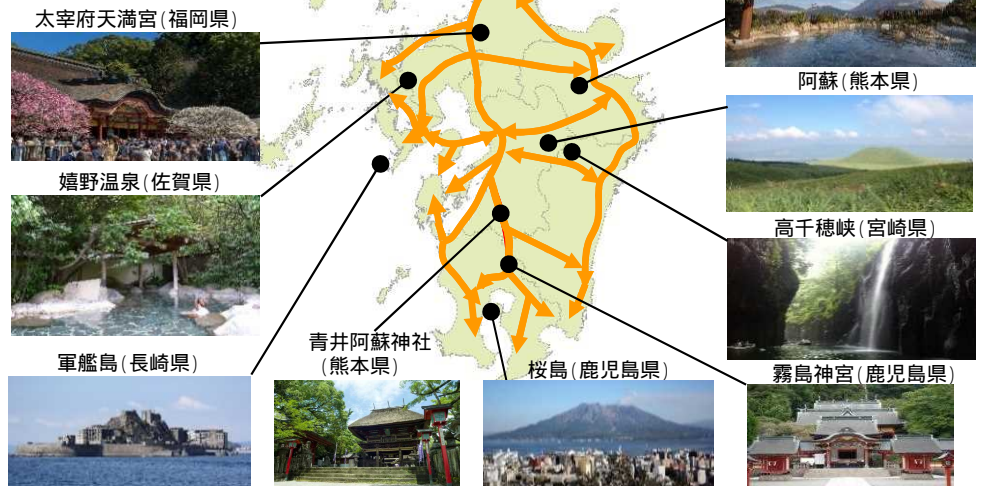 太宰府天満宮(福岡県)
阿蘇(熊本県)
嬉野温泉(佐賀県)
高千穂峡(宮崎県)
軍艦島(長崎県)
青井阿蘇神社
(熊本県)
桜島(鹿児島県)
霧島神宮(鹿児島県)